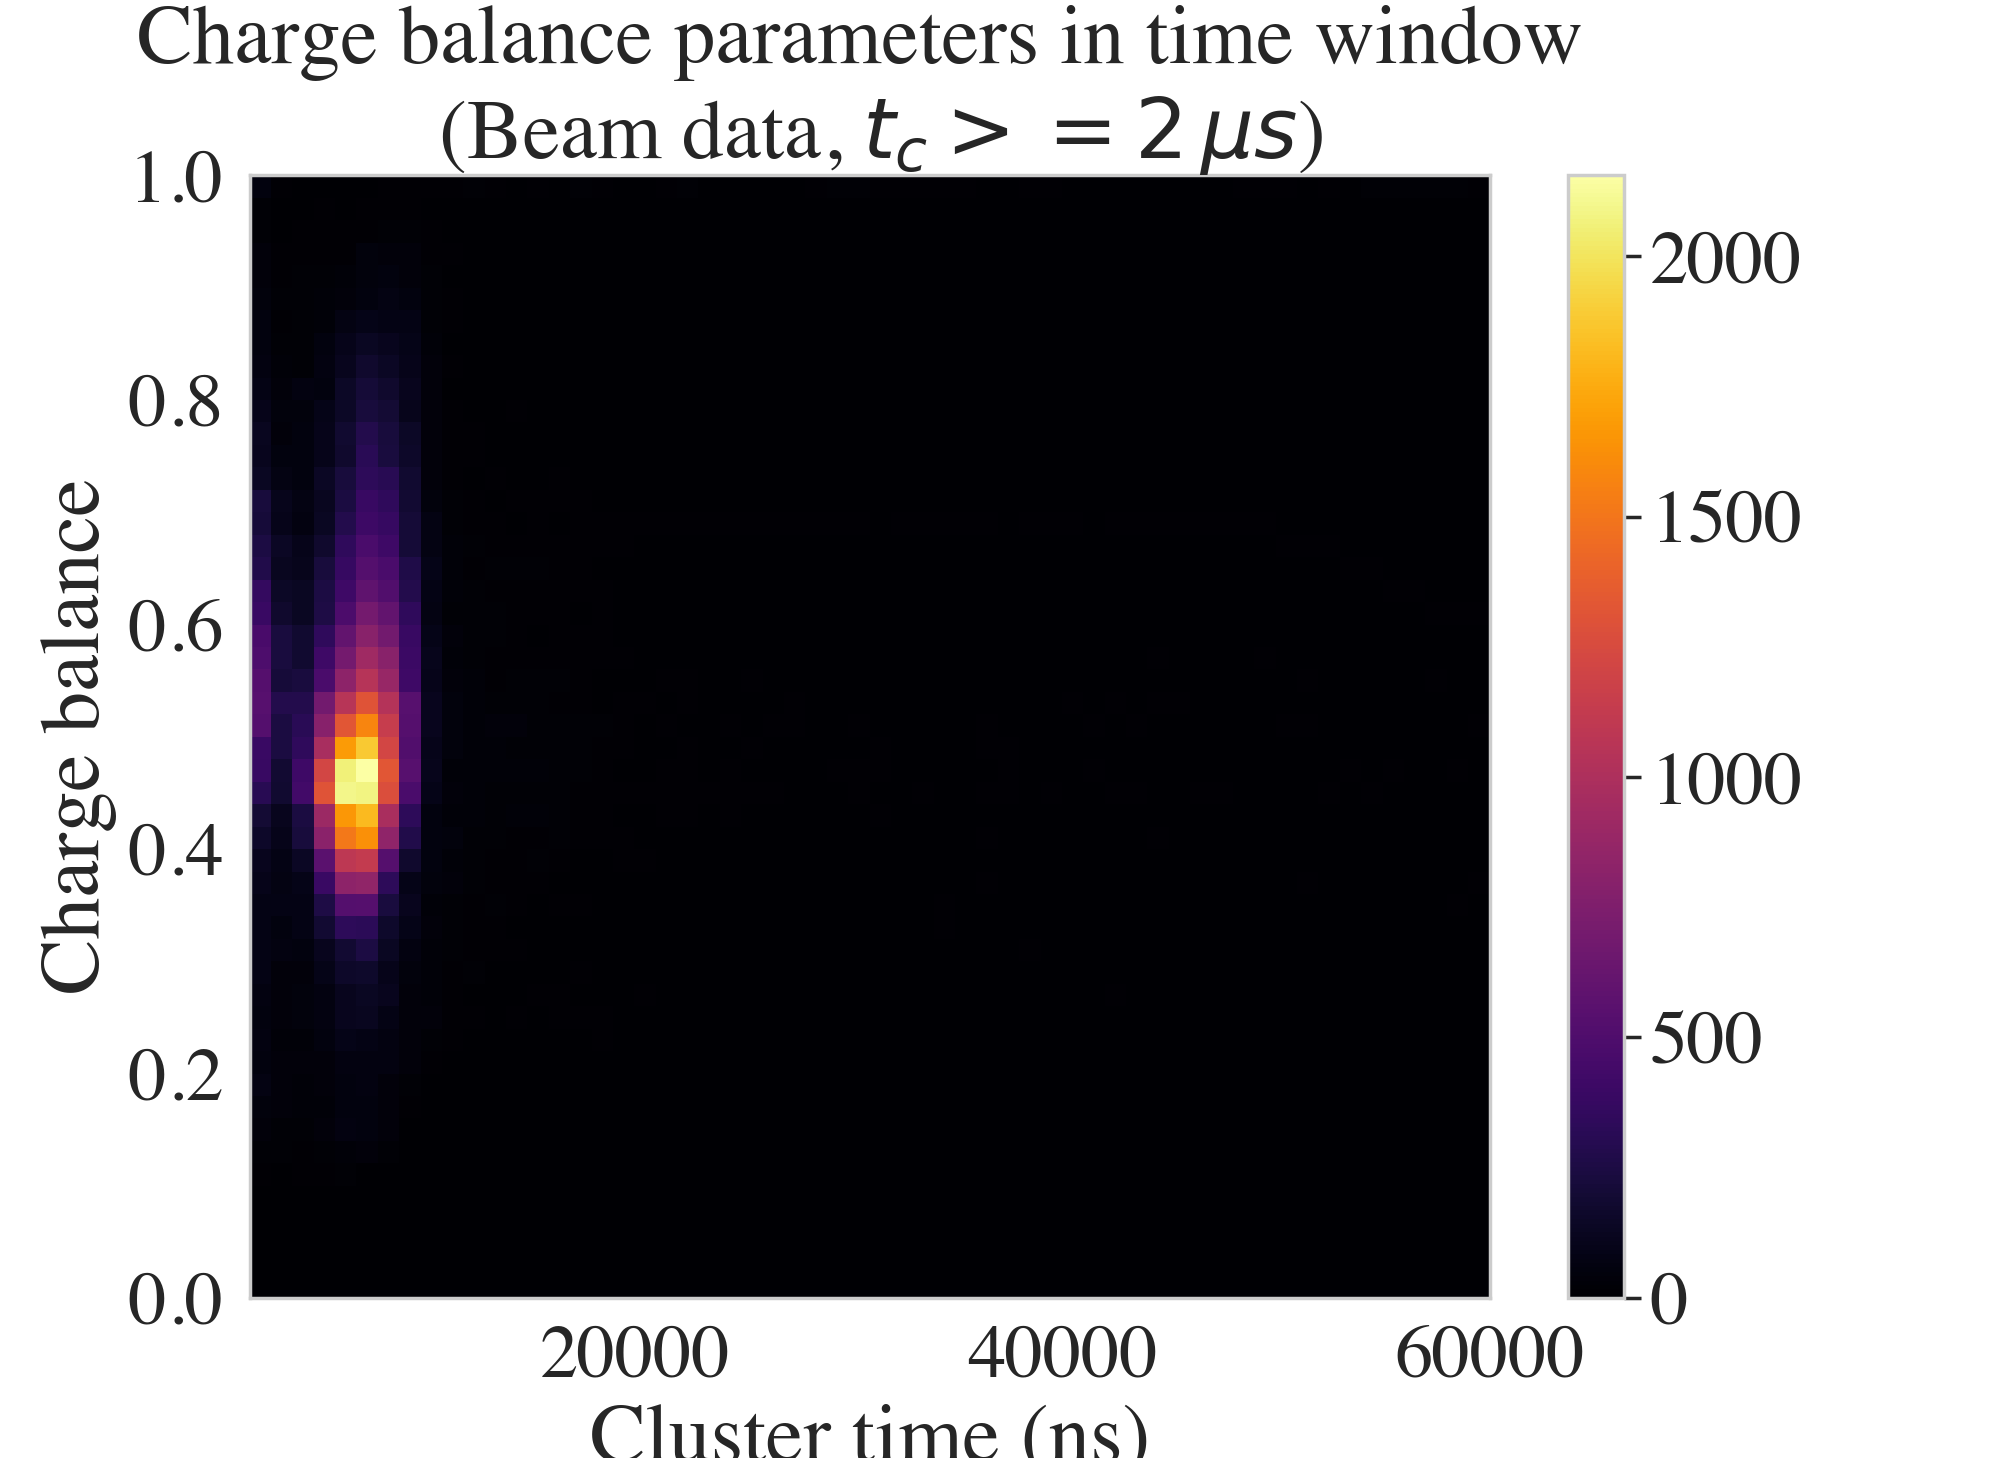 Charge balance parameters in time window
(Beam data, t_c > = 2 μs)
1.0
0.8
0.6
0.4
0.2
0.0
Charge balance
20000 40000 60000
Cluster time (ns)
2000
1500
1000
500
0